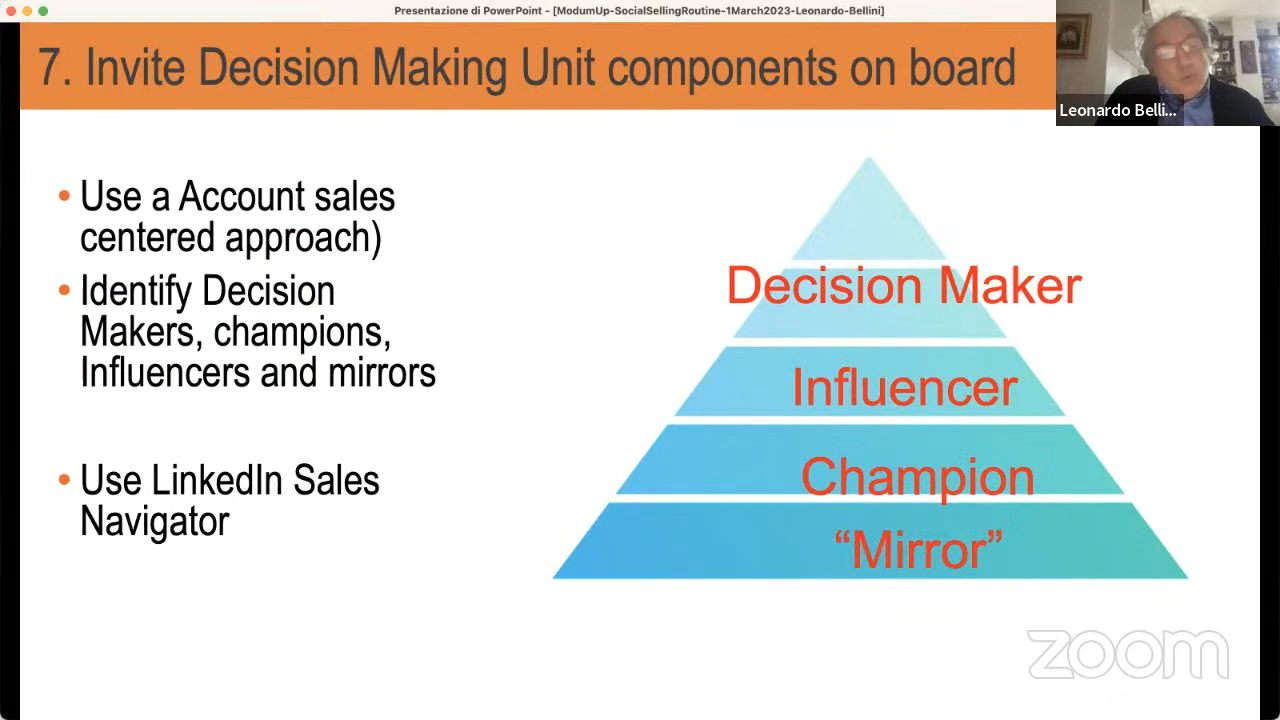 Presentazione di PowerPoint - [ModumUp-SocialSellingRoutine-1March2023-Leonardo-Bellini]
7. Invite Decision Making Unit components on board
Leonardo Belli...
• Use a Account sales
centered approach)
• Identify Decision
Makers, champions,
Influencers and mirrors
• Use LinkedIn Sales
Navigator
Decision Maker
Influencer
Champion
“Mirror”
zoom